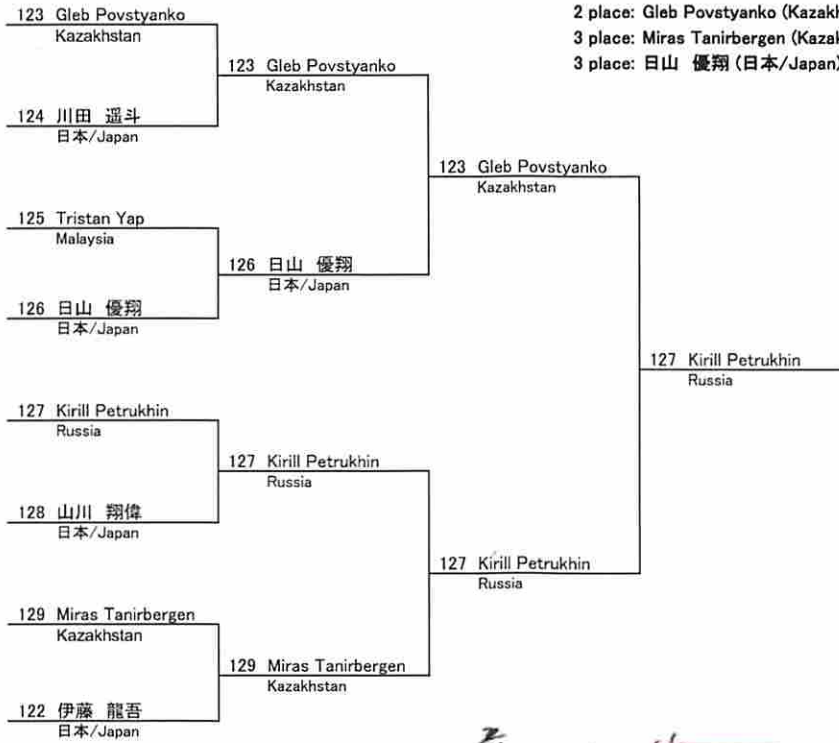 2 place: Gleb Povstyanko (Kazakh
3 place: Miras Tanirbergen (Kazak
3 place: 日山 優翔 (日本/Japan)
123 Gleb Povstyanko
Kazakhstan
123 Gleb Povstyanko
Kazakhstan
124 川田 遥斗
日本/Japan
123 Gleb Povstyanko
Kazakhstan
125 Tristan Yap
Malaysia
126 日山 優翔
日本/Japan
126 日山 優翔
日本/Japan
127 Kirill Petrukhin
Russia
127 Kirill Petrukhin
Russia
127 Kirill Petrukhin
Russia
128 山川 翔偉
日本/Japan
127 Kirill Petrukhin
Russia
129 Miras Tanirbergen
Kazakhstan
129 Miras Tanirbergen
Kazakhstan
122 伊藤 龍吾
日本/Japan